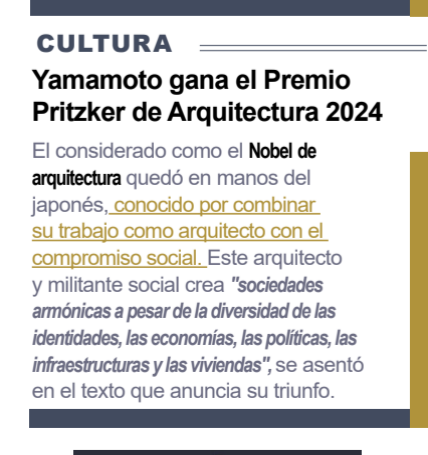 CULTURA
Yamamoto gana el Premio
Pritzker de Arquitectura 2024
El considerado como el Nobel de
arquitectura quedó en manos del
japonés, conocido por combinar
su trabajo como arquitecto con el
compromiso social. Este arquitecto
y militante social crea "sociedades
armónicas a pesar de la diversidad de las
identidades, las economías, las políticas, las
infraestructuras y las viviendas", se asentó
en el texto que anuncia su triunfo.